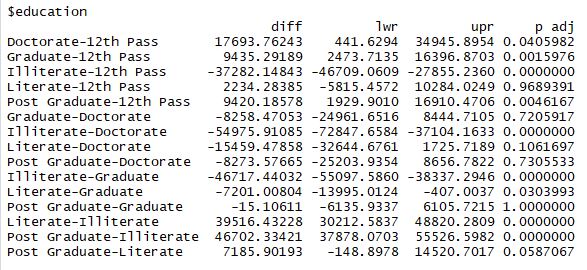 $education
diff lwr upr p adj
Doctorate-12th Pass 17693.76243 441.6294 34945.8954 0.0405982
Graduate-12th Pass 9435.29189 2473.7135 16396.8703 0.0015976
Illiterate-12th Pass -37282.14843 -46709.0609 -27855.2360 0.0000000
Literate-12th Pass 2234.28385 -5815.4572 10284.0249 0.9689391
Post Graduate-12th Pass 9420.18578 1929.9010 16910.4706 0.0046167
Graduate-Doctorate -8258.47053 -24961.6516 8444.7105 0.7205917
Illiterate-Doctorate -54975.91085 -72847.6584 -37104.1633 0.0000000
Literate-Doctorate -15459.47858 -32644.6761 1725.7189 0.1061697
Post Graduate-Doctorate -8273.57665 -25203.9354 8656.7822 0.7305533
Illiterate-Graduate -46717.44032 -55097.5860 -38337.2946 0.0000000
Literate-Graduate -7201.00804 -13995.0124 -407.0037 0.0303993
Post Graduate-Graduate -15.10611 -6135.9337 6105.7215 1.0000000
Literate-Illiterate 39516.43228 30212.5837 48820.2809 0.0000000
Post Graduate-Illiterate 46702.33421 37878.0703 55526.5982 0.0000000
Post Graduate-Literate 7185.90193 -148.8978 14520.7017 0.0587067